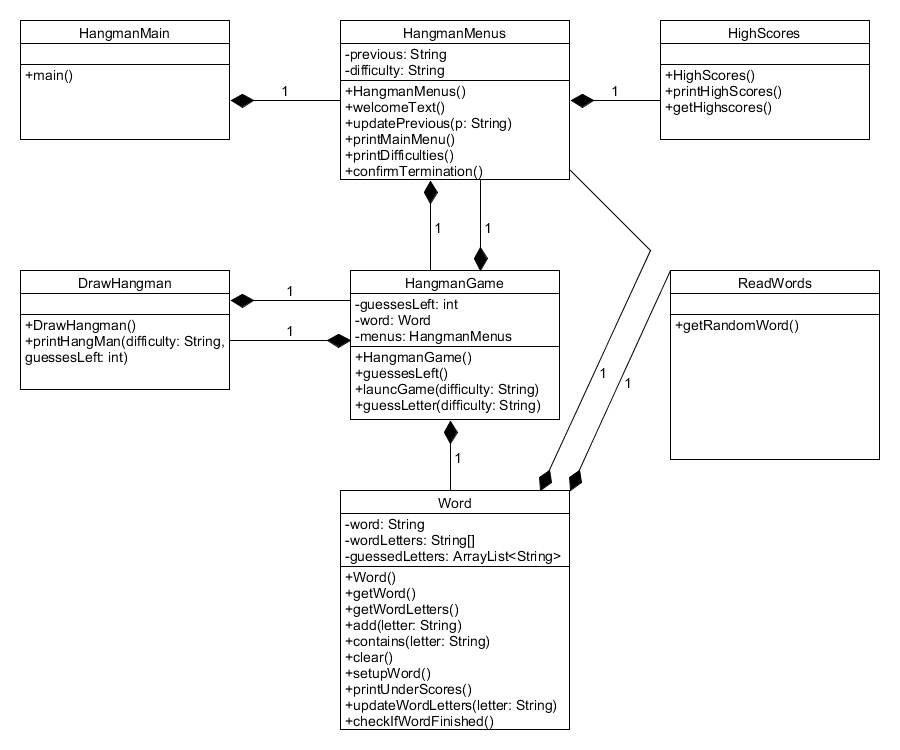 HangmanMain
+main()
1
HangmanMenus
-previous: String
-difficulty: String
+HangmanMenus()
+welcomeText()
+updatePrevious(p: String)
+printMainMenu()
+printDifficulties()
+confirmTermination()
1
HighScores
+HighScores()
+printHighScores()
+getHighscores()
1
1
DrawHangman
+DrawHangman()
+printHangMan(difficulty: String,
guessesLeft: int)
1
1
HangmanGame
-guessesLeft: int
-word: Word
-menus: HangmanMenus
+HangmanGame()
+guessesLeft()
+launcGame(difficulty: String)
+guessLetter(difficulty: String)
ReadWords
+getRandomWord()
1
1
1
Word
-word: String
-wordLetters: String[]
-guessedLetters: ArrayList<String>
+Word()
+getWord()
+getWordLetters()
+add(letter: String)
+contains(letter: String)
+clear()
+setupWord()
+printUnderScores()
+updateWordLetters(letter: String)
+checkIfWordFinished()